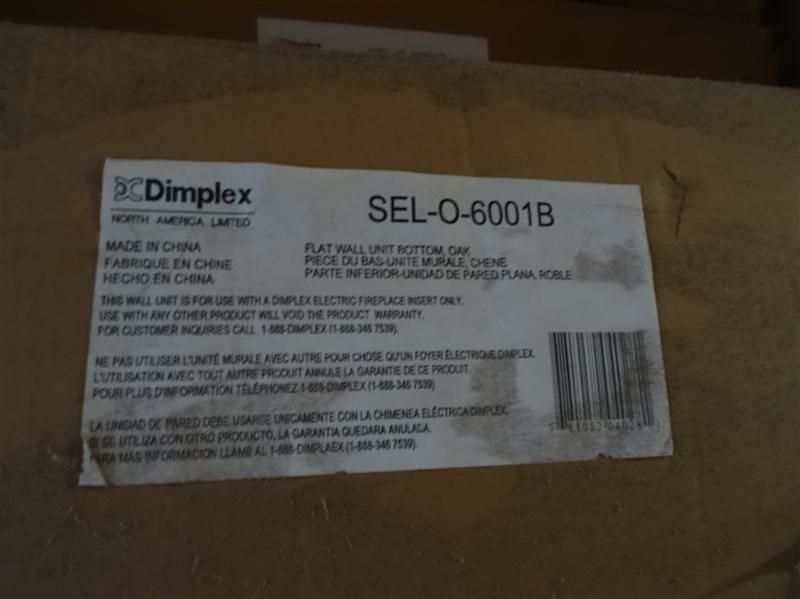 Dimplex
Dimplex
NORTH AMERICA LIMITED
SEL-O-6001B
MADE IN CHINA
FABRIQUE EN CHINE
HECHO EN CHINA
FLAT WALL UNIT BOTTOM, OAK
PIECE DU BAS-UNITE MURALE, CHENE
PARTE INFERIOR-UNIDAD DE PARED PLANA, ROBLE
THIS WALL UNIT IS FOR USE WITH A DIMPLEX ELECTRIC FIREPLACE INSERT ONLY.
USE WITH ANY OTHER PRODUCT WILL VOID THE PRODUCT WARRANTY.
FOR CUSTOMER INQUIRIES CALL 1-888-DIMPLEX (1-888-346 7539).
NE PAS UTILISER L'UNITÉ MURALE AVEC AUTRE POUR CHOSE QU'UN FOYER ÉLECTRIQUE DIMPLEX.
L'UTILISATION AVEC TOUT AUTRE PRODUIT ANNULE LA GARANTIE DE CE PRODUIT.
POUR PLUS D'INFORMATION TÉLÉPHONEZ 1-888-DIMPLEX (1-888-346 7539)
LA UNIDAD DE PARED DEBE USARSE UNICAMENTE CON LA CHIMENEA ELÉCTRICA DIMPLEX.
SI SE UTILIZA CON OTRO PRODUCTO, LA GARANTIA QUEDARA ANULADA.
PARA MAS INFORMACION LLAME AL 1-888-DIMPLAEX (1-888-346 7539).